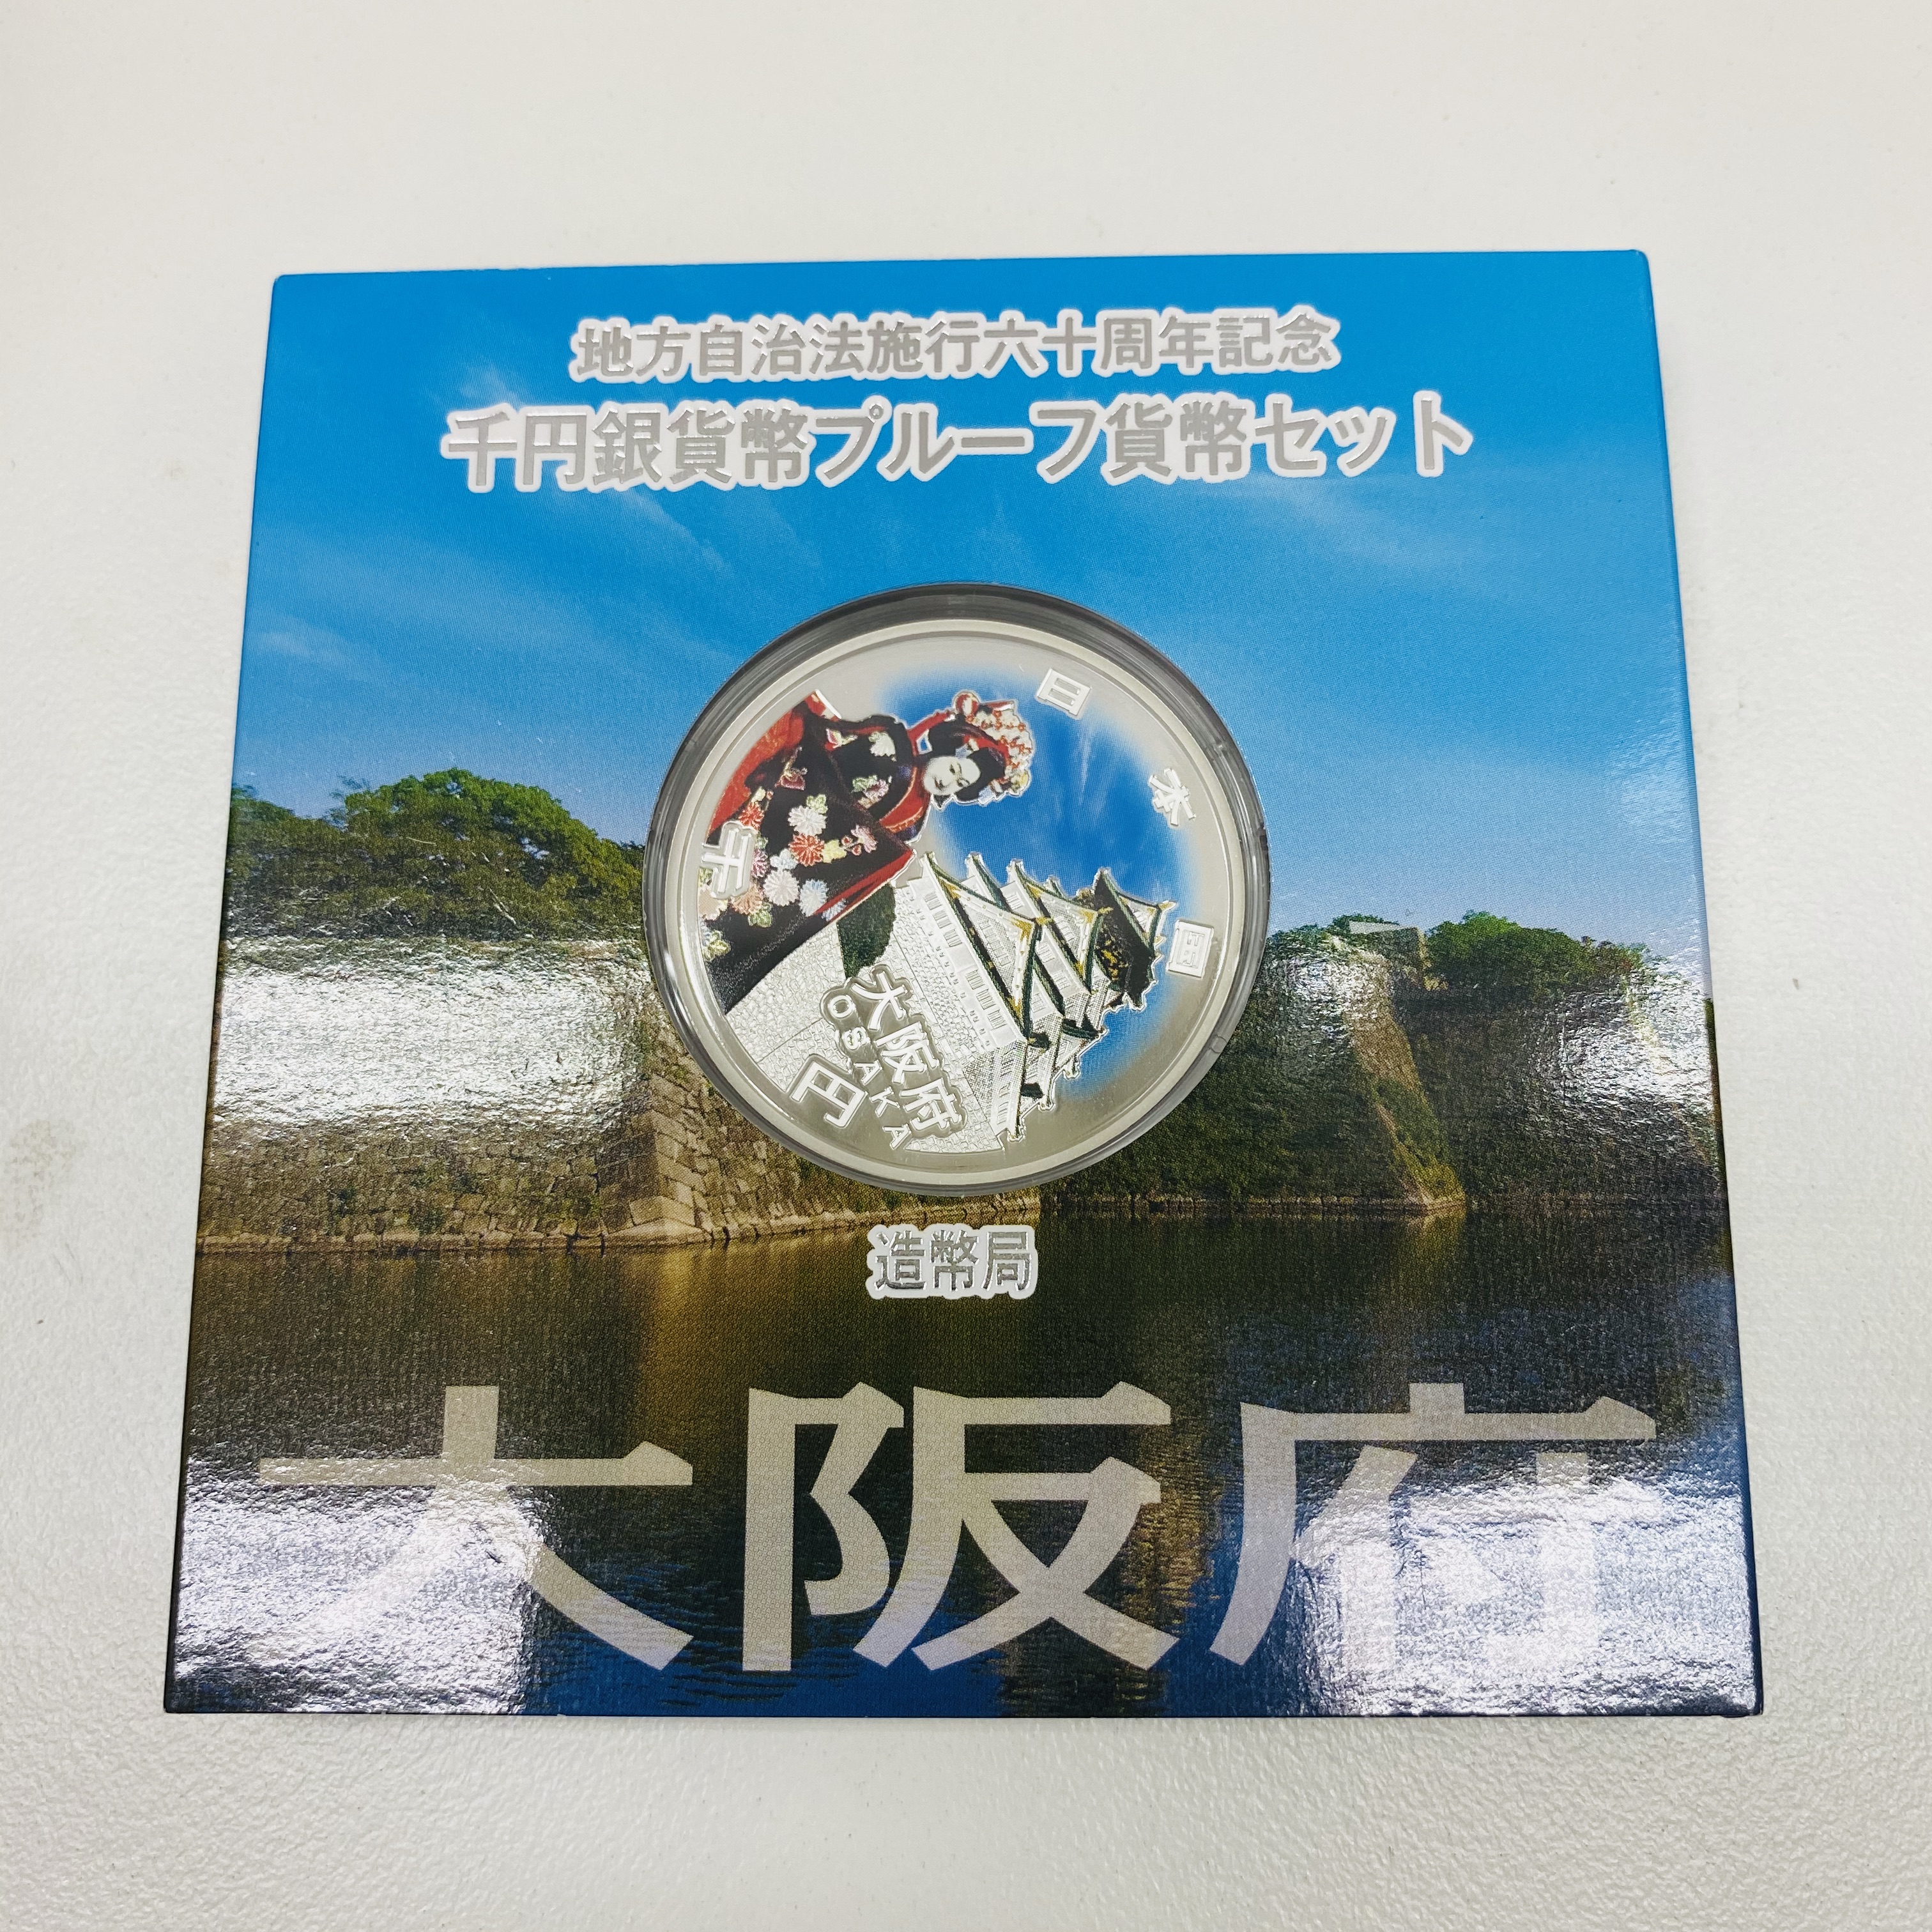 地方自治法施行六十周年記念
千円銀貨幣プルーフ貨幣セット
日本国
千円
大阪府
OSAKA
造幣局
大阪府